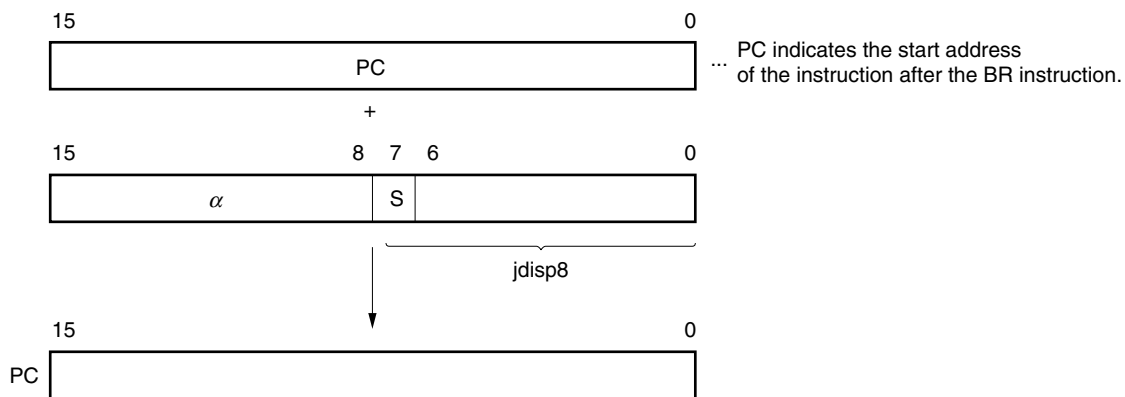 15 0
PC
... PC indicates the start address
of the instruction after the BR instruction.
+
15 8 7 6 0
α S
jdisp8
15 0
PC